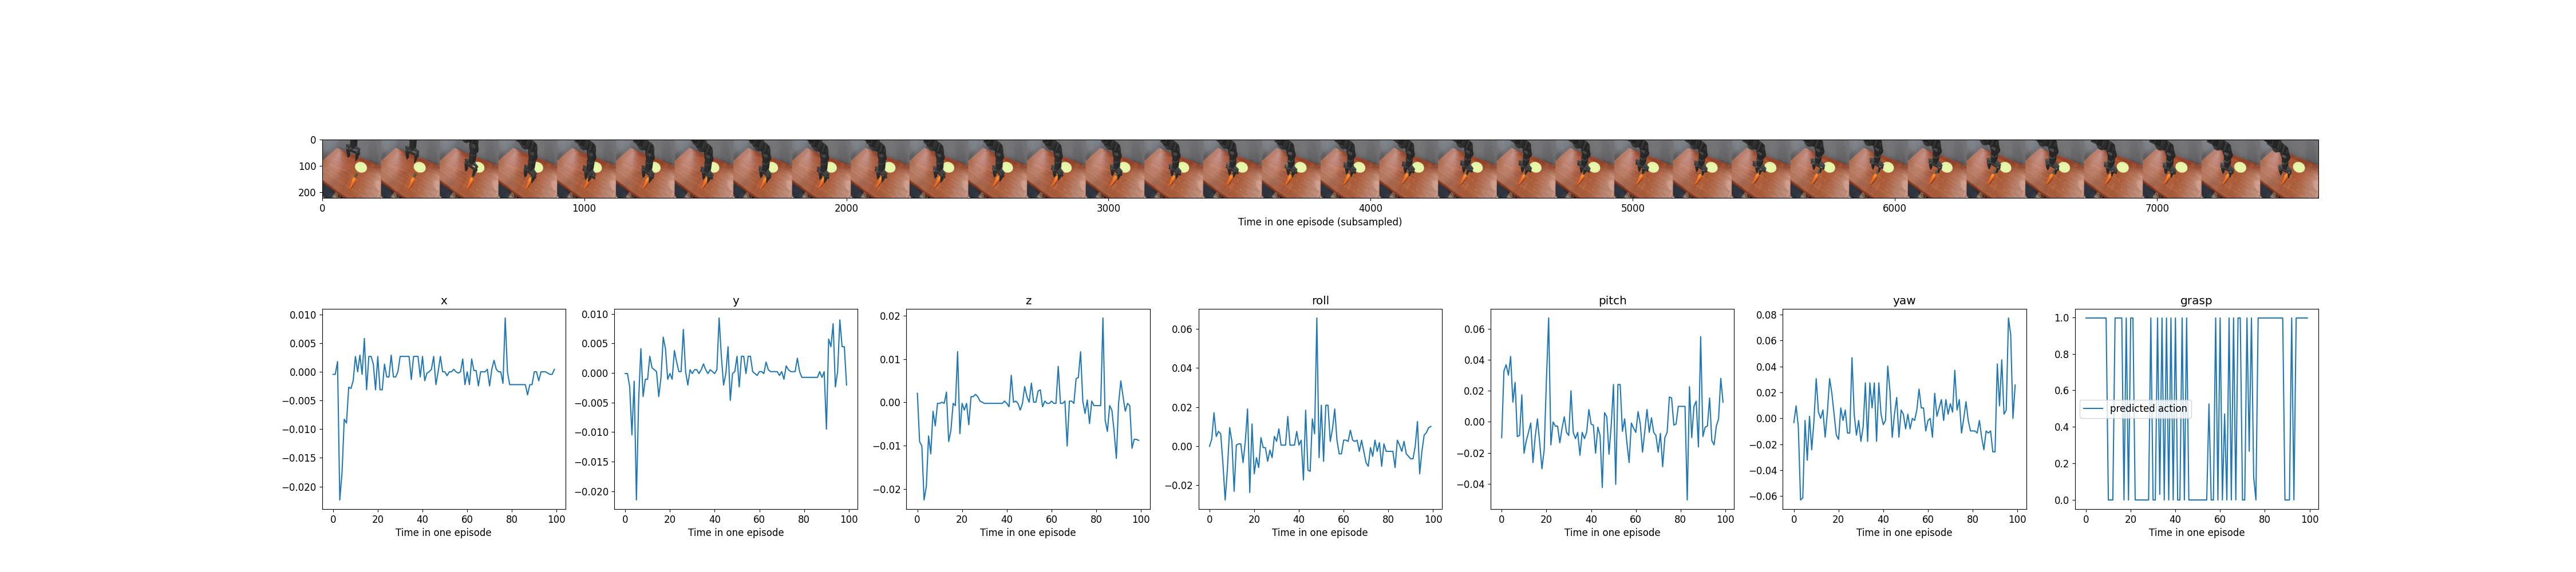 0
100
200
0 1000 2000 3000 4000 5000 6000 7000
Time in one episode (subsampled)
x
0.010
0.005
0.000
−0.005
−0.010
−0.015
−0.020
0 20 40 60 80 100
Time in one episode
y
0.010
0.005
0.000
−0.005
−0.010
−0.015
−0.020
0 20 40 60 80 100
Time in one episode
z
0.02
0.01
0.00
−0.01
−0.02
0 20 40 60 80 100
Time in one episode
roll
0.06
0.04
0.02
0.00
−0.02
0 20 40 60 80 100
Time in one episode
pitch
0.06
0.04
0.02
0.00
−0.02
−0.04
0 20 40 60 80 100
Time in one episode
yaw
0.08
0.06
0.04
0.02
0.00
−0.02
−0.04
−0.06
0 20 40 60 80 100
Time in one episode
grasp
1.0
0.8
0.6
0.4
0.2
0.0
predicted action
0 20 40 60 80 100
Time in one episode